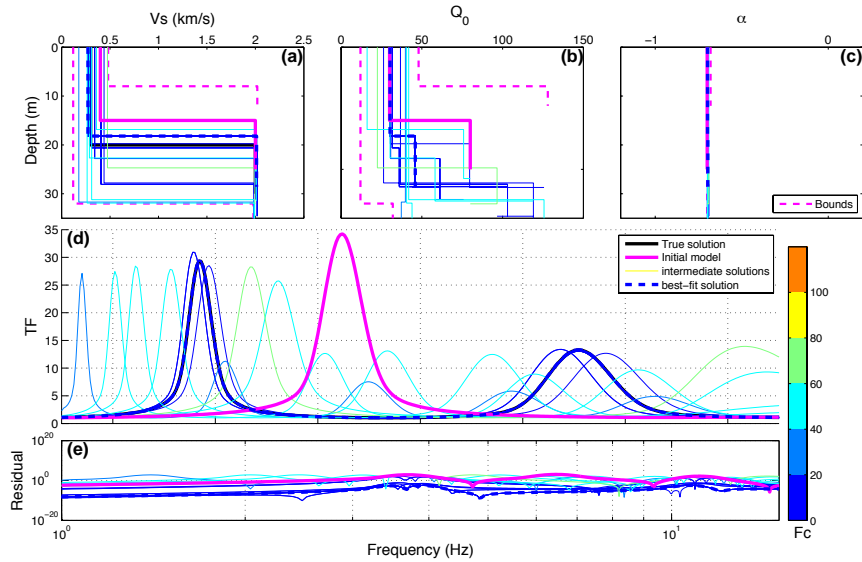 Vs (km/s)
Q0
α
0 0.5 1 1.5 2 2.5
0 50 100 150
−1 0
(a)
(b)
(c)
Depth (m)
0
10
20
30
Bounds
(d)
TF
35
30
25
20
15
10
5
0
True solution
Initial model
intermediate solutions
best−fit solution
(e)
Residual
10^20
10^0
10^−20
10^0
10^1
Frequency (Hz)
100
80
60
40
20
0
Fc